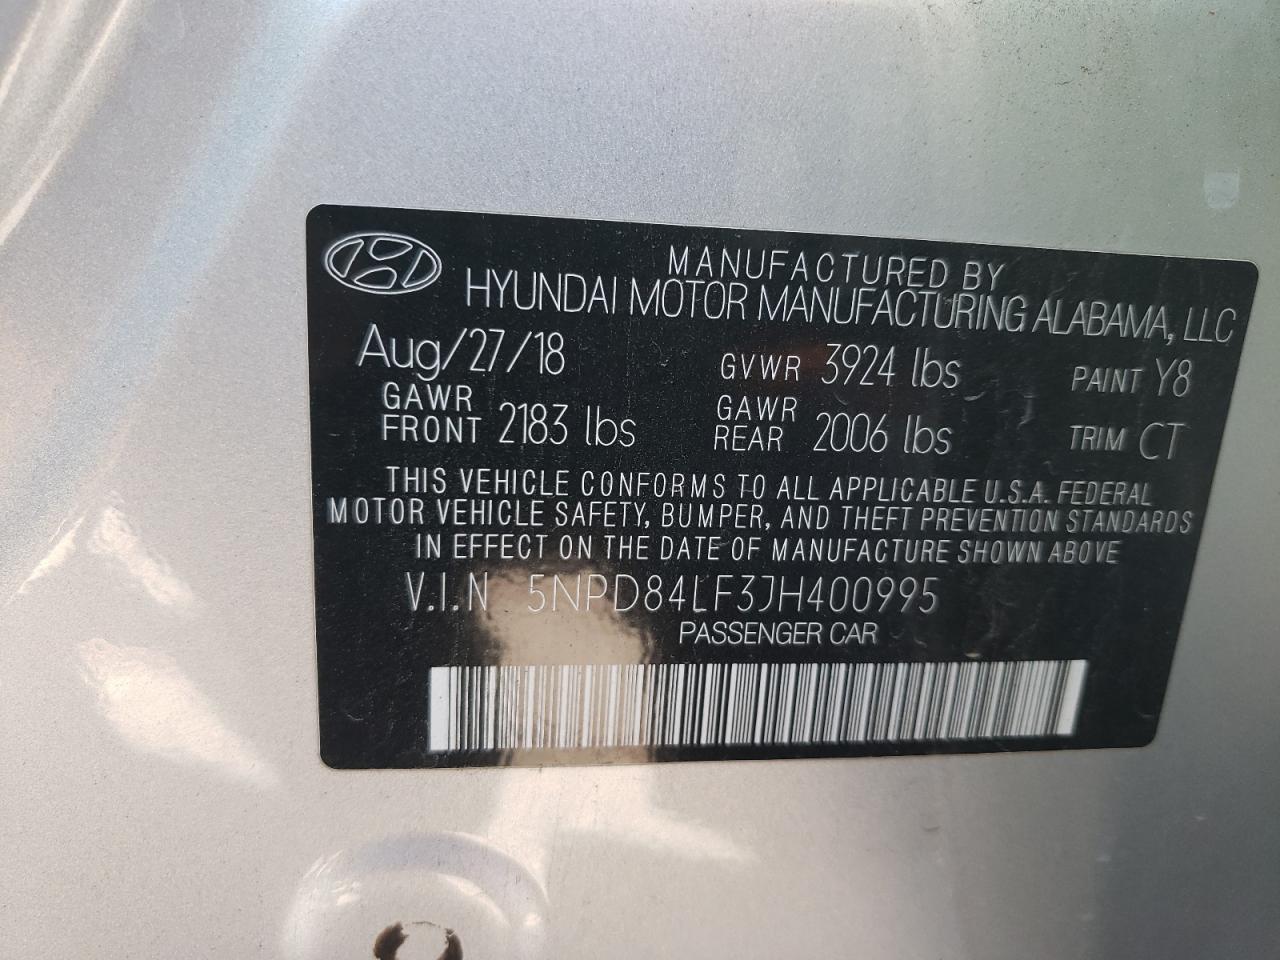 MANUFACTURED BY
HYUNDAI MOTOR MANUFACTURING ALABAMA, LLC
Aug/27/18 GVWR 3924 lbs PAINT Y8
GAWR FRONT 2183 lbs GAWR REAR 2006 lbs TRIM CT
THIS VEHICLE CONFORMS TO ALL APPLICABLE U.S.A. FEDERAL
MOTOR VEHICLE SAFETY, BUMPER, AND THEFT PREVENTION STANDARDS
IN EFFECT ON THE DATE OF MANUFACTURE SHOWN ABOVE
V.I.N 5NPD84LF3JH400995
PASSENGER CAR